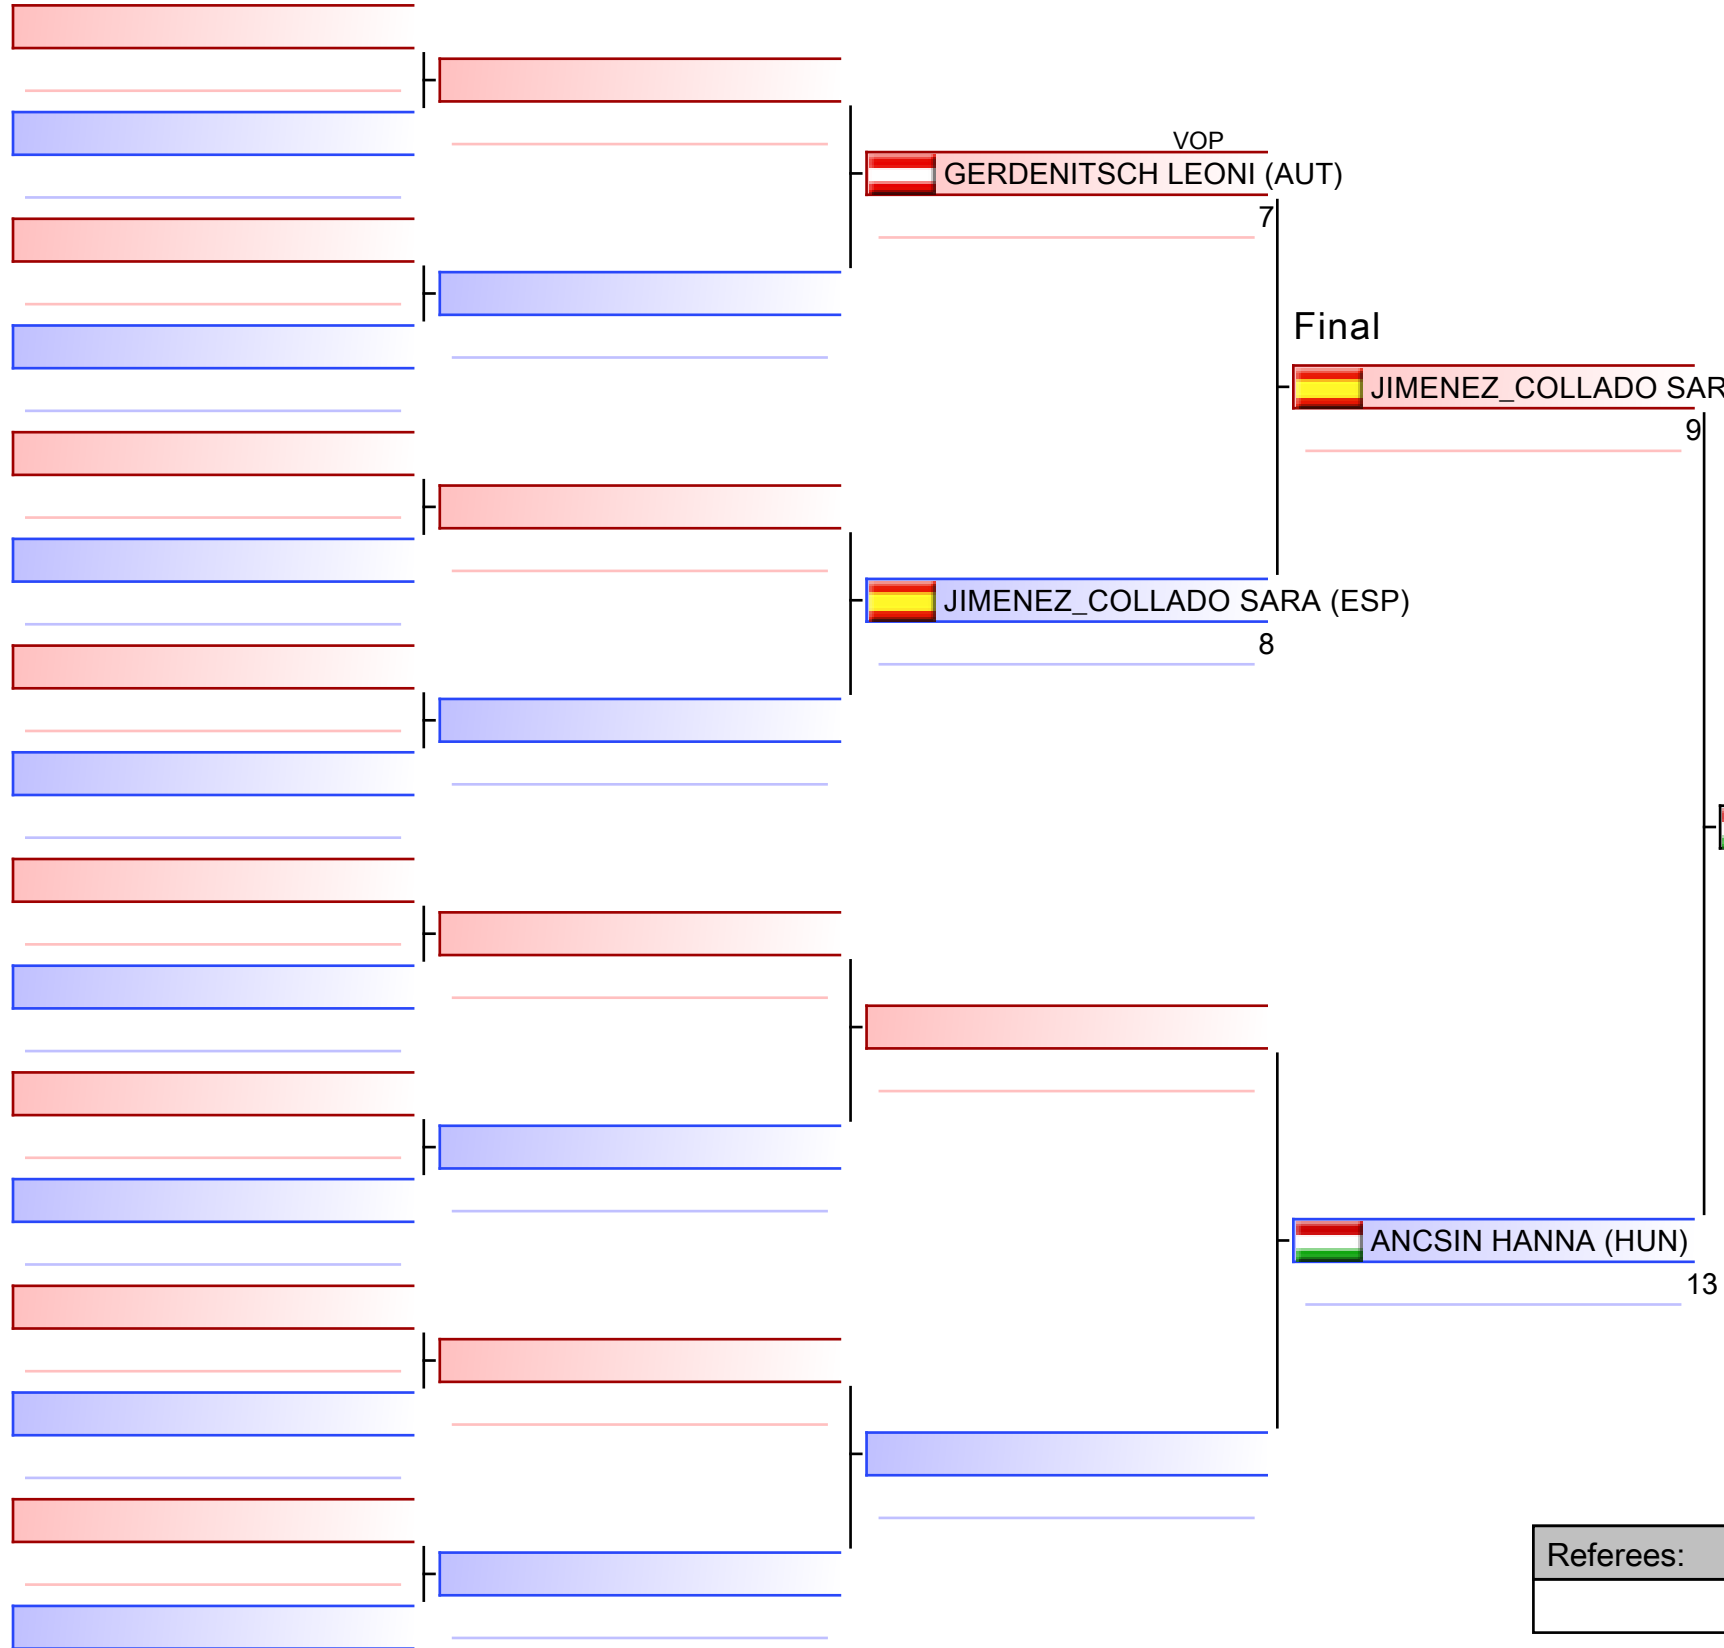 VOP
GERDENITSCH LEONI (AUT)
7
Final
JIMENEZ_COLLADO SAR
9
JIMENEZ_COLLADO SARA (ESP)
8
ANCSIN HANNA (HUN)
13
Referees: